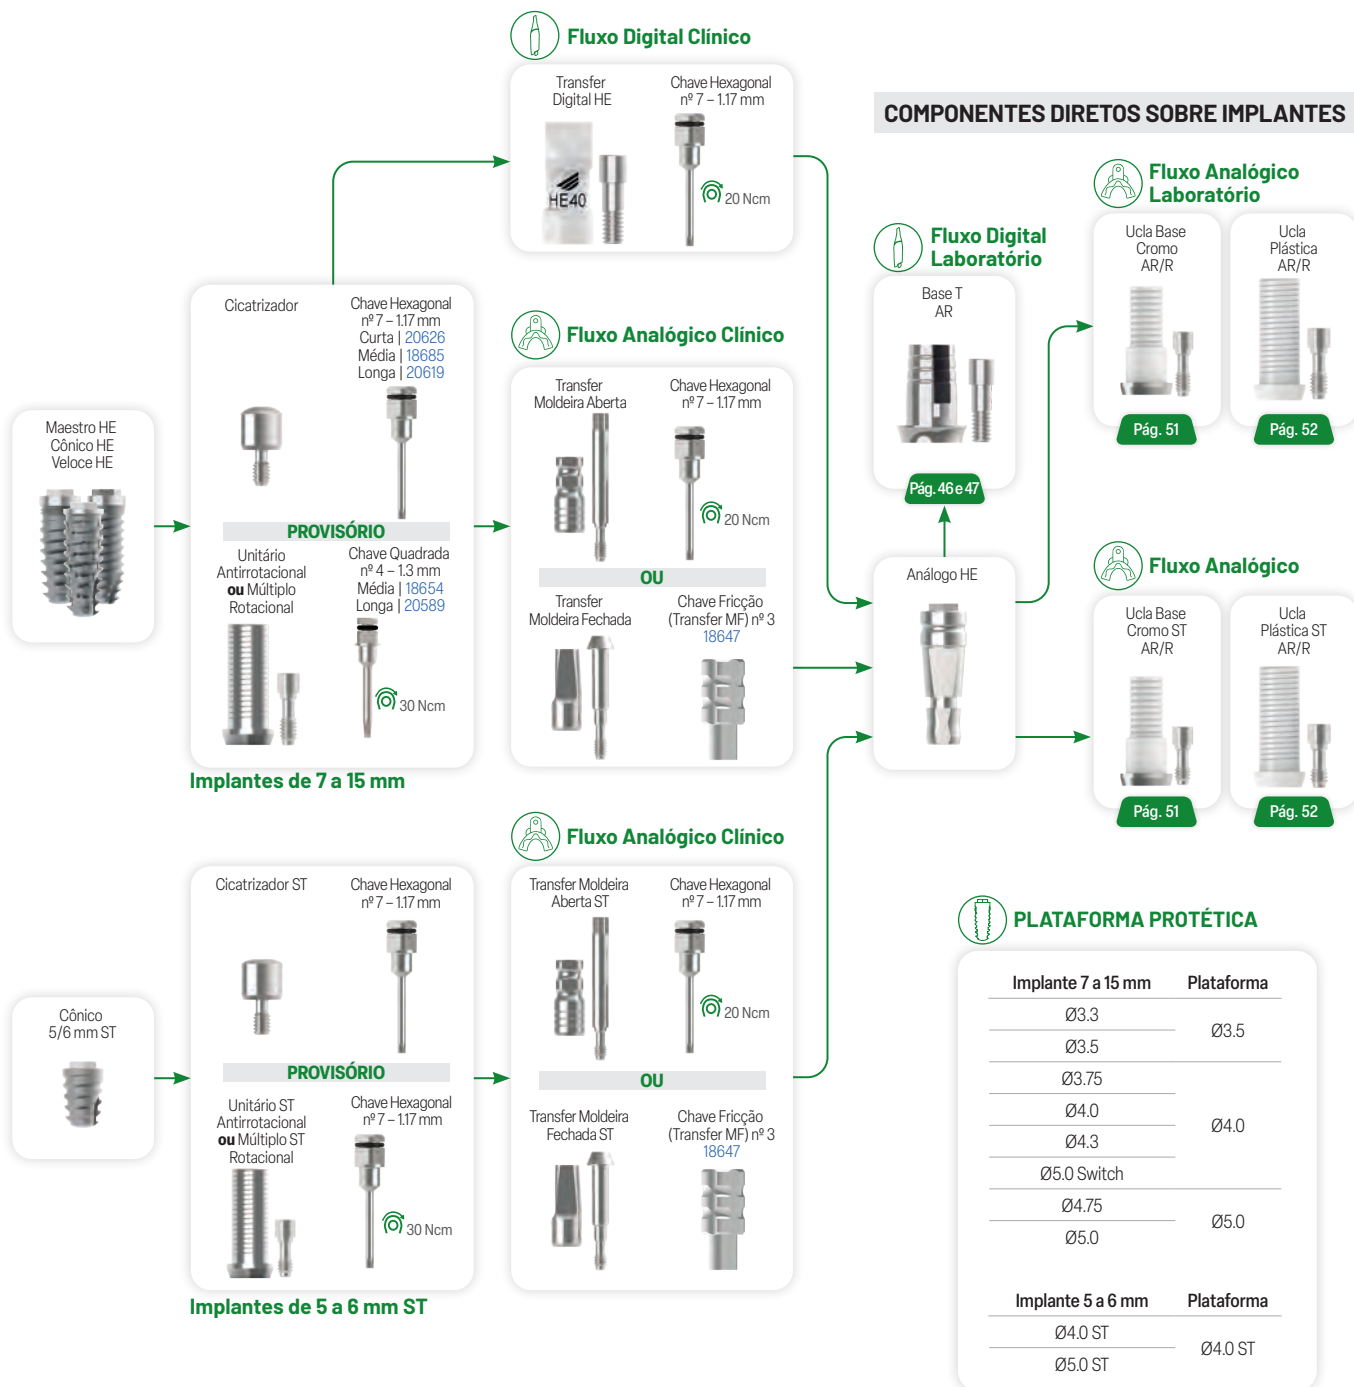 Fluxo Digital Clínico
Transfer
Digital HE
HE40
Chave Hexagonal
nº 7 – 1.17 mm
20 Ncm
COMPONENTES DIRETOS SOBRE IMPLANTES
Fluxo Analógico
Laboratório
Ucla Base
Cromo
AR/R
Pág. 51
Ucla
Plástica
AR/R
Pág. 52
Fluxo Digital
Laboratório
Base T
AR
Pág. 46 e 47
Maestro HE
Cônico HE
Veloce HE
Cicatrizador
Chave Hexagonal
nº 7 – 1.17 mm
Curta | 20626
Média | 18685
Longa | 20619
PROVISÓRIO
Unitário
Antirrotacional
ou Múltiplo
Rotacional
Chave Quadrada
nº 4 – 1.3 mm
Média | 18654
Longa | 20589
30 Ncm
Implantes de 7 a 15 mm
Fluxo Analógico Clínico
Transfer
Moldeira Aberta
Chave Hexagonal
nº 7 – 1.17 mm
20 Ncm
OU
Transfer
Moldeira Fechada
Chave Fricção
(Transfer MF) nº 3
18647
Análogo HE
Fluxo Analógico
Ucla Base
Cromo ST
AR/R
Pág. 51
Ucla
Plástica ST
AR/R
Pág. 52
Cônico
5/6 mm ST
Cicatrizador ST
Chave Hexagonal
nº 7 – 1.17 mm
PROVISÓRIO
Unitário ST
Antirrotacional
ou Múltiplo ST
Rotacional
Chave Hexagonal
nº 7 – 1.17 mm
30 Ncm
Implantes de 5 a 6 mm ST
Fluxo Analógico Clínico
Transfer Moldeira
Aberta ST
Chave Hexagonal
nº 7 – 1.17 mm
20 Ncm
OU
Transfer Moldeira
Fechada ST
Chave Fricção
(Transfer MF) nº 3
18647
PLATAFORMA PROTÉTICA
Implante 7 a 15 mm Plataforma
Ø3.3
Ø3.5
Ø3.5
Ø3.75
Ø4.0
Ø4.3
Ø5.0 Switch
Ø4.0
Ø4.75
Ø5.0
Ø5.0
Implante 5 a 6 mm Plataforma
Ø4.0 ST
Ø5.0 ST
Ø4.0 ST